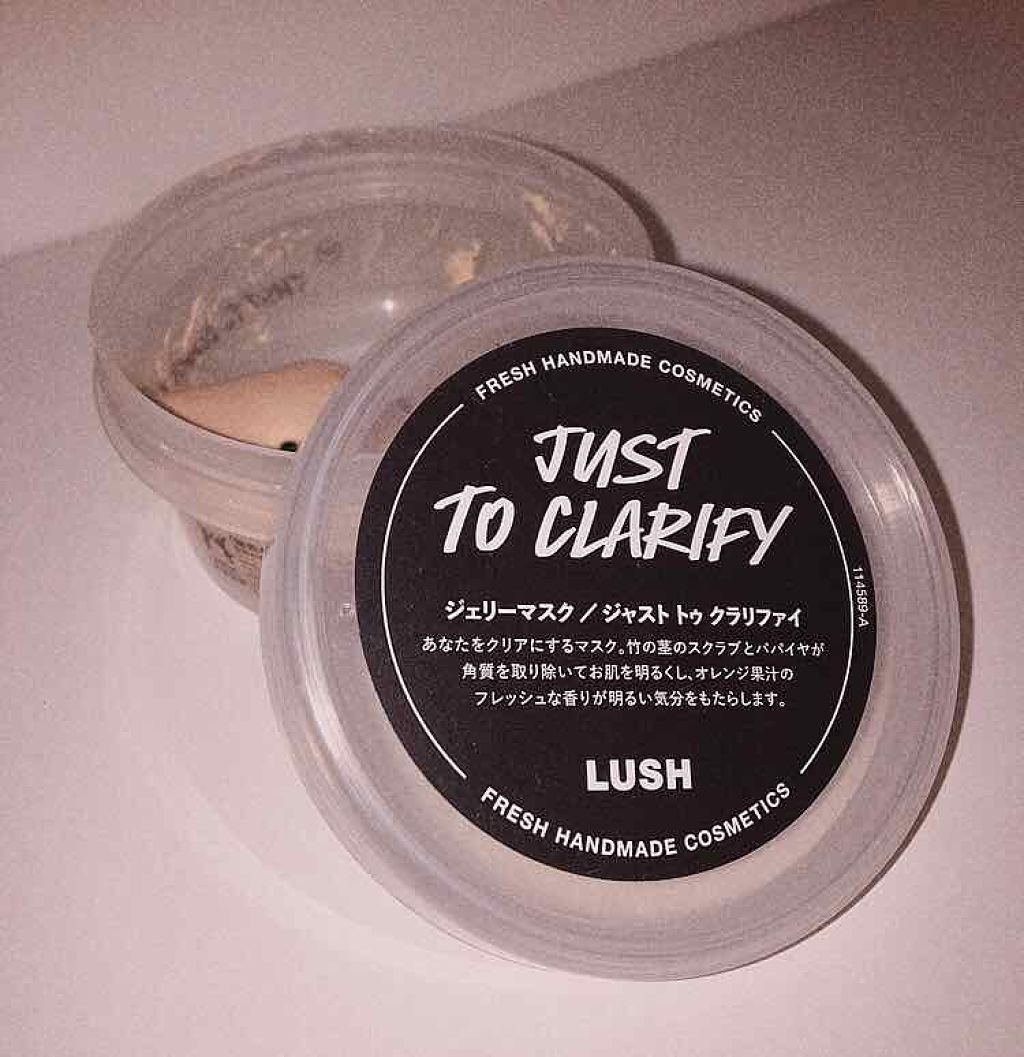 FRESH HANDMADE COSMETICS
JUST
TO CLARIFY
ジェリーマスク / ジャスト トゥ クラリファイ
あなたをクリアにするマスク。竹の茎のスクラブとパパイヤが
角質を取り除いてお肌を明るくし、オレンジ果汁の
フレッシュな香りが明るい気分をもたらします。
114589-A
LUSH
FRESH HANDMADE COSMETICS